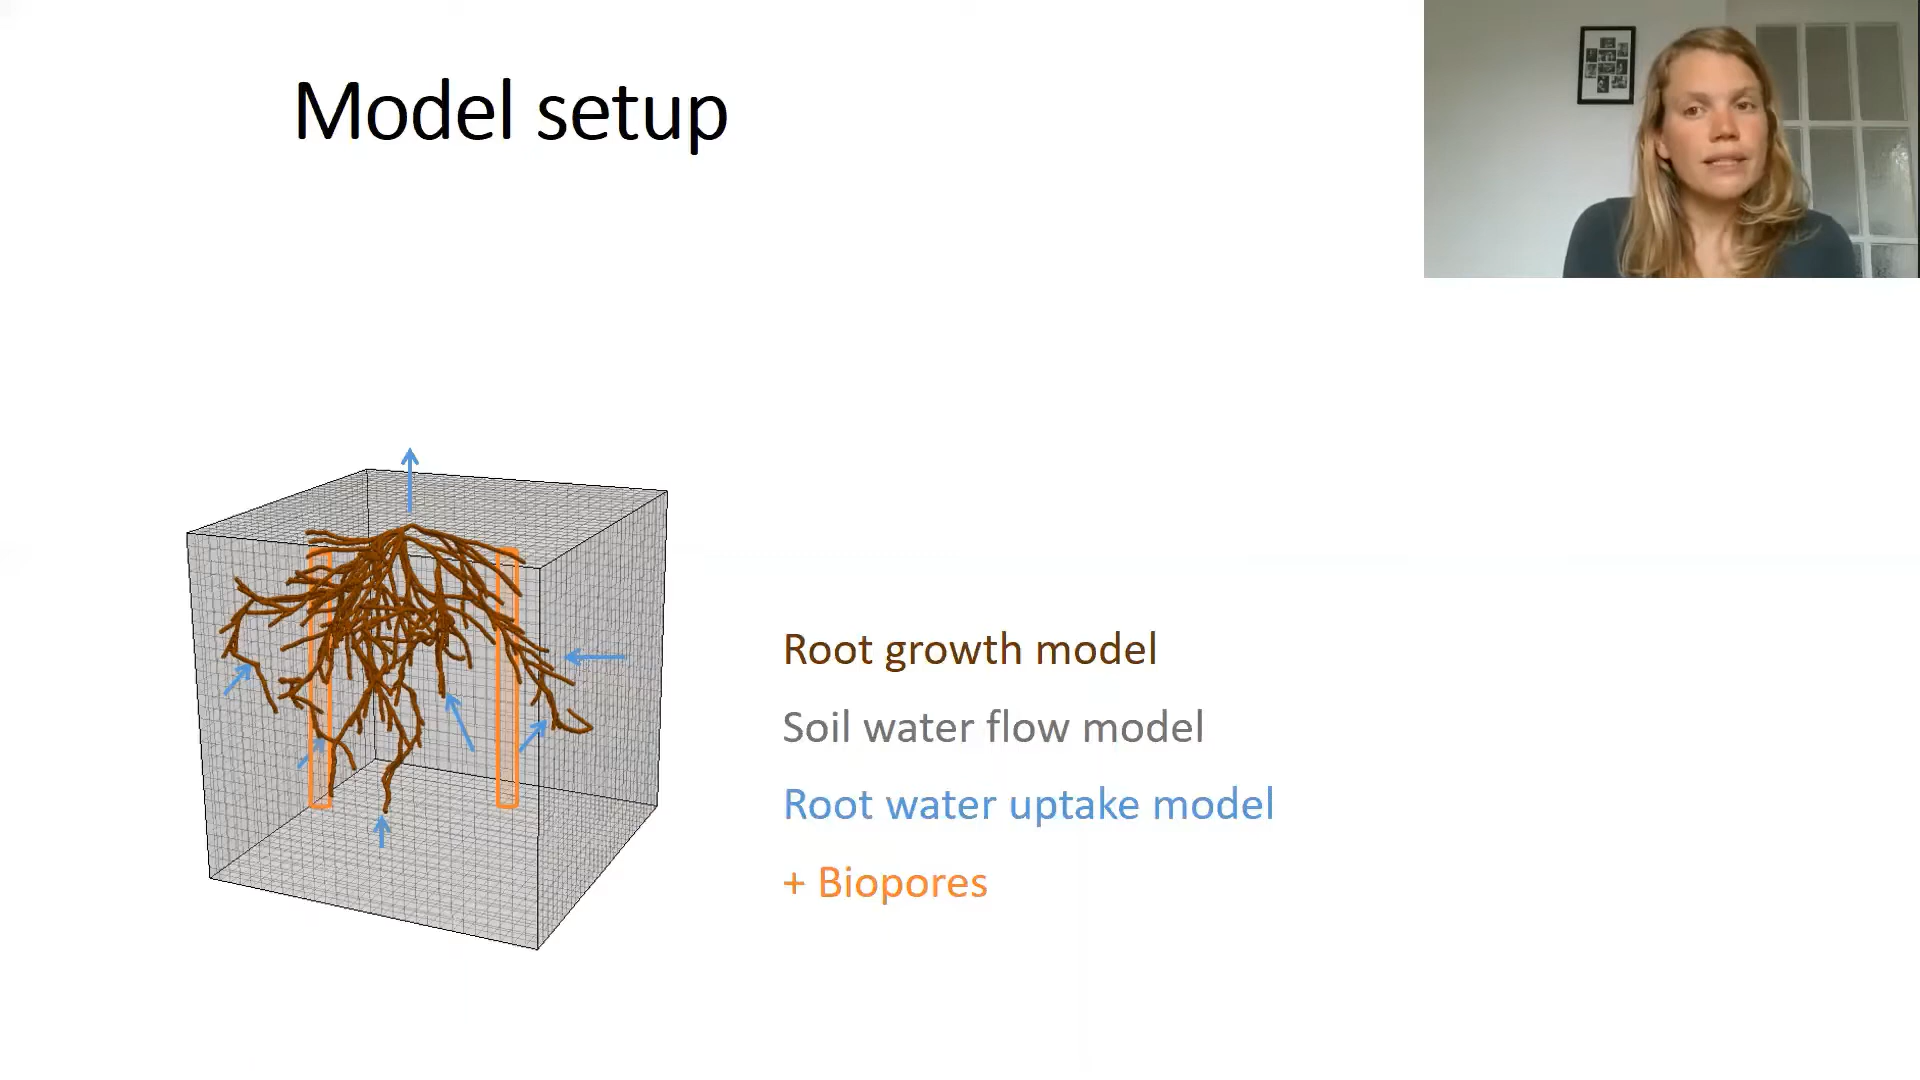 Model setup
Root growth model
Soil water flow model
Root water uptake model
+ Biopores